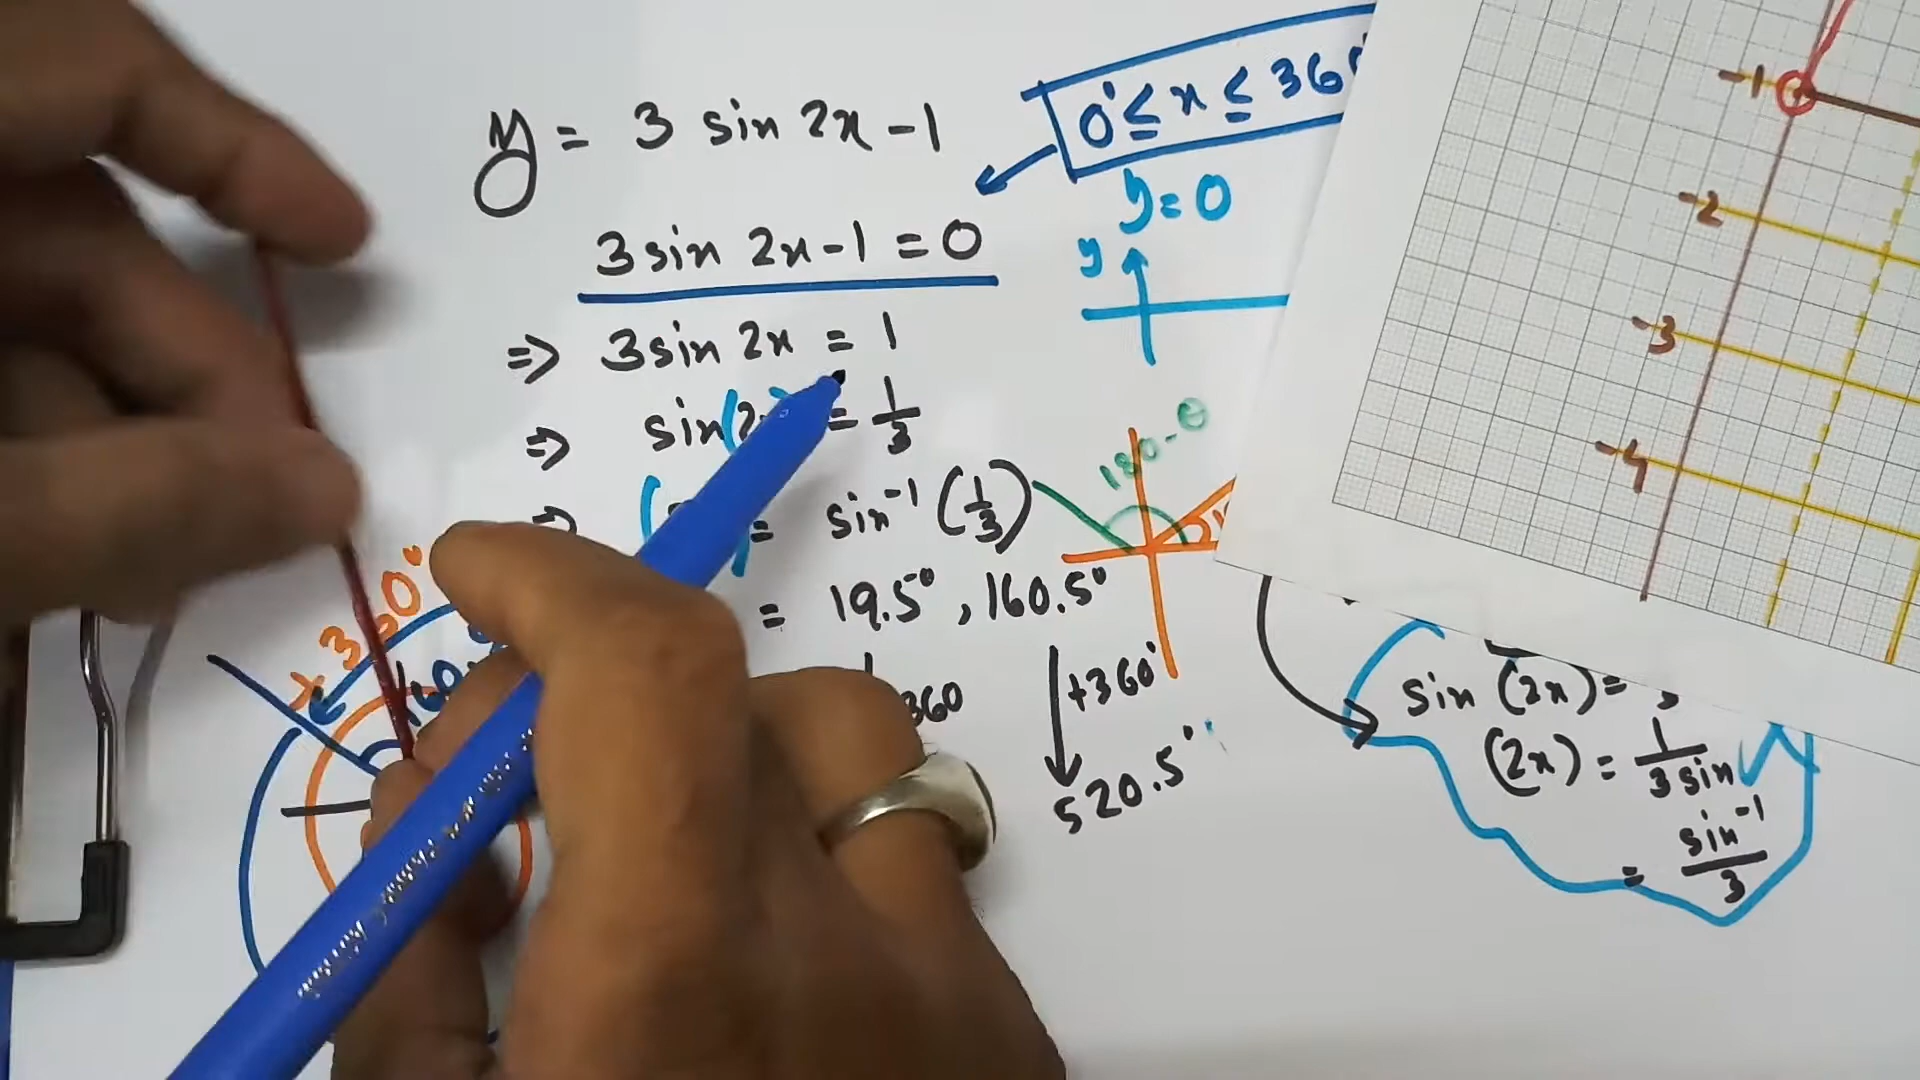 y = 3 sin 2x - 1
0° ≤ x ≤ 36
y = 0
3 sin 2x - 1 = 0
y
⇒ 3 sin 2x = 1
⇒ sin (2 = 1/3
180 - θ
⇒ ( ) = sin⁻¹ (1/3)
= 19.5°, 160.5°
+360°
360
520.5°
+360°
160
sin (2x) =
(2x) = 1/3 sin
= sin⁻¹/3
-1
-2
-3
-4